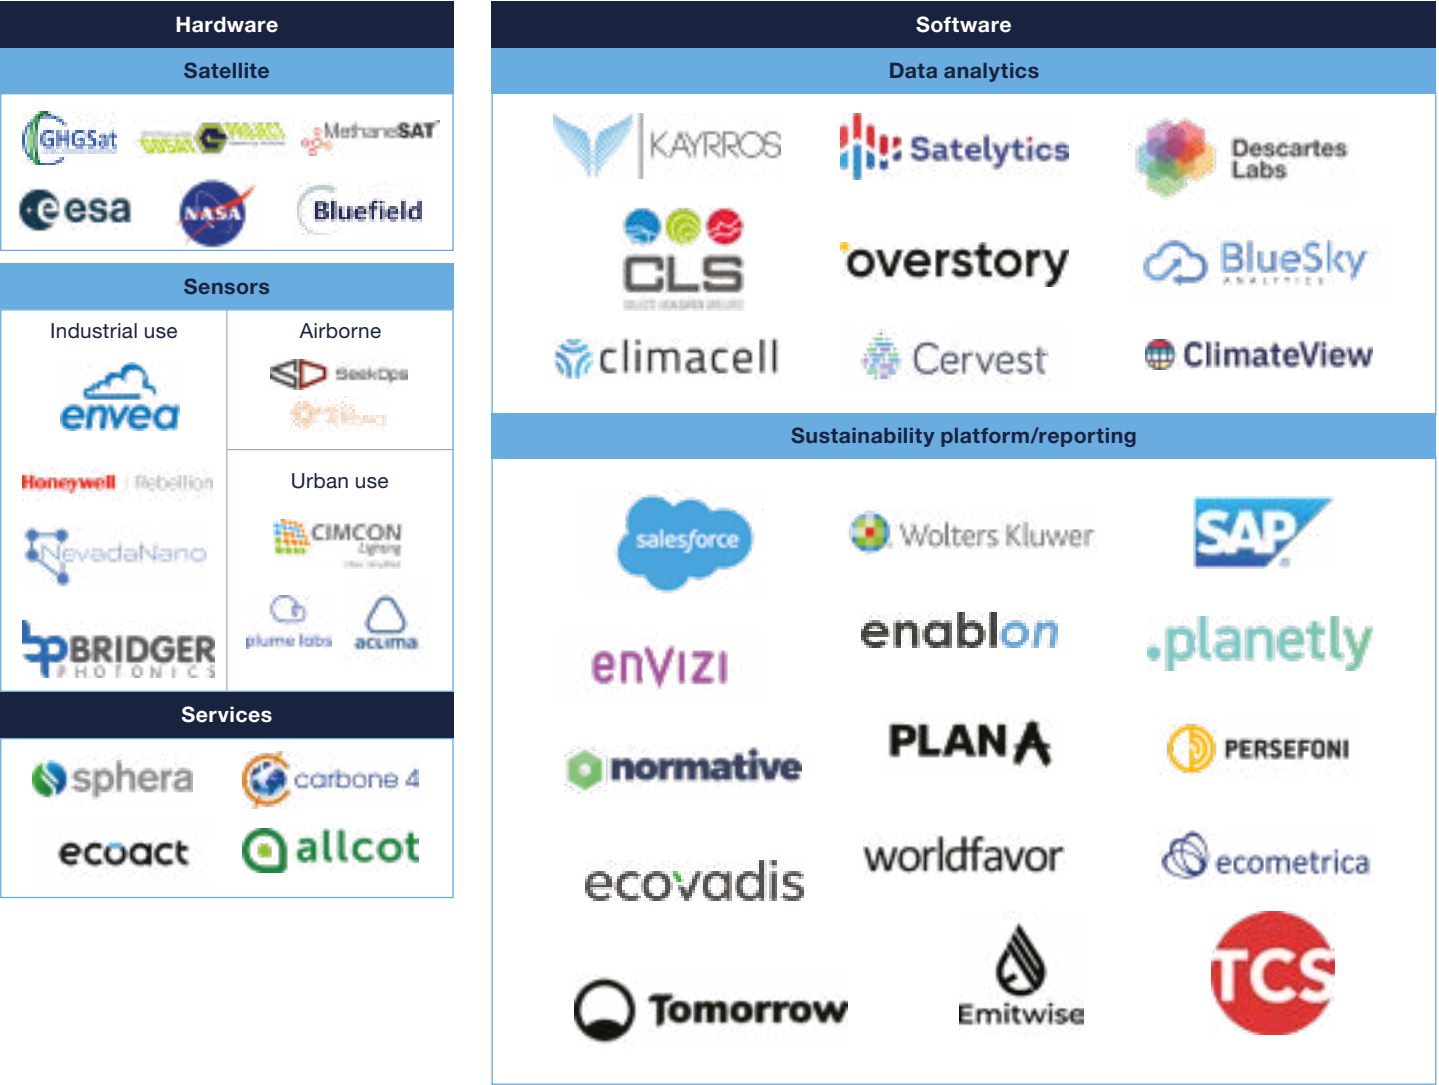 Hardware
Satellite
GHGSat
GOSAT
MethaneSAT
esa
NASA
Bluefield
Sensors
Industrial use
envea
Honeywell | Rebellion
NevadaNano
BRIDGER
PHOTONICS
Airborne
SeekOps
Urban use
CIMCON
Lighting
plume labs
aclima
Services
sphera
carbone 4
ecoact
allcot
Software
Data analytics
KAYRROS
Satelytics
Descartes
Labs
CLS
overstory
BlueSky
ANALYTICS
climacell
Cervest
ClimateView
Sustainability platform/reporting
salesforce
Wolters Kluwer
SAP
envizi
enablon
.planetly
normative
PLAN A
PERSEFONI
ecovadis
worldfavor
ecometrica
Tomorrow
Emitwise
TCS